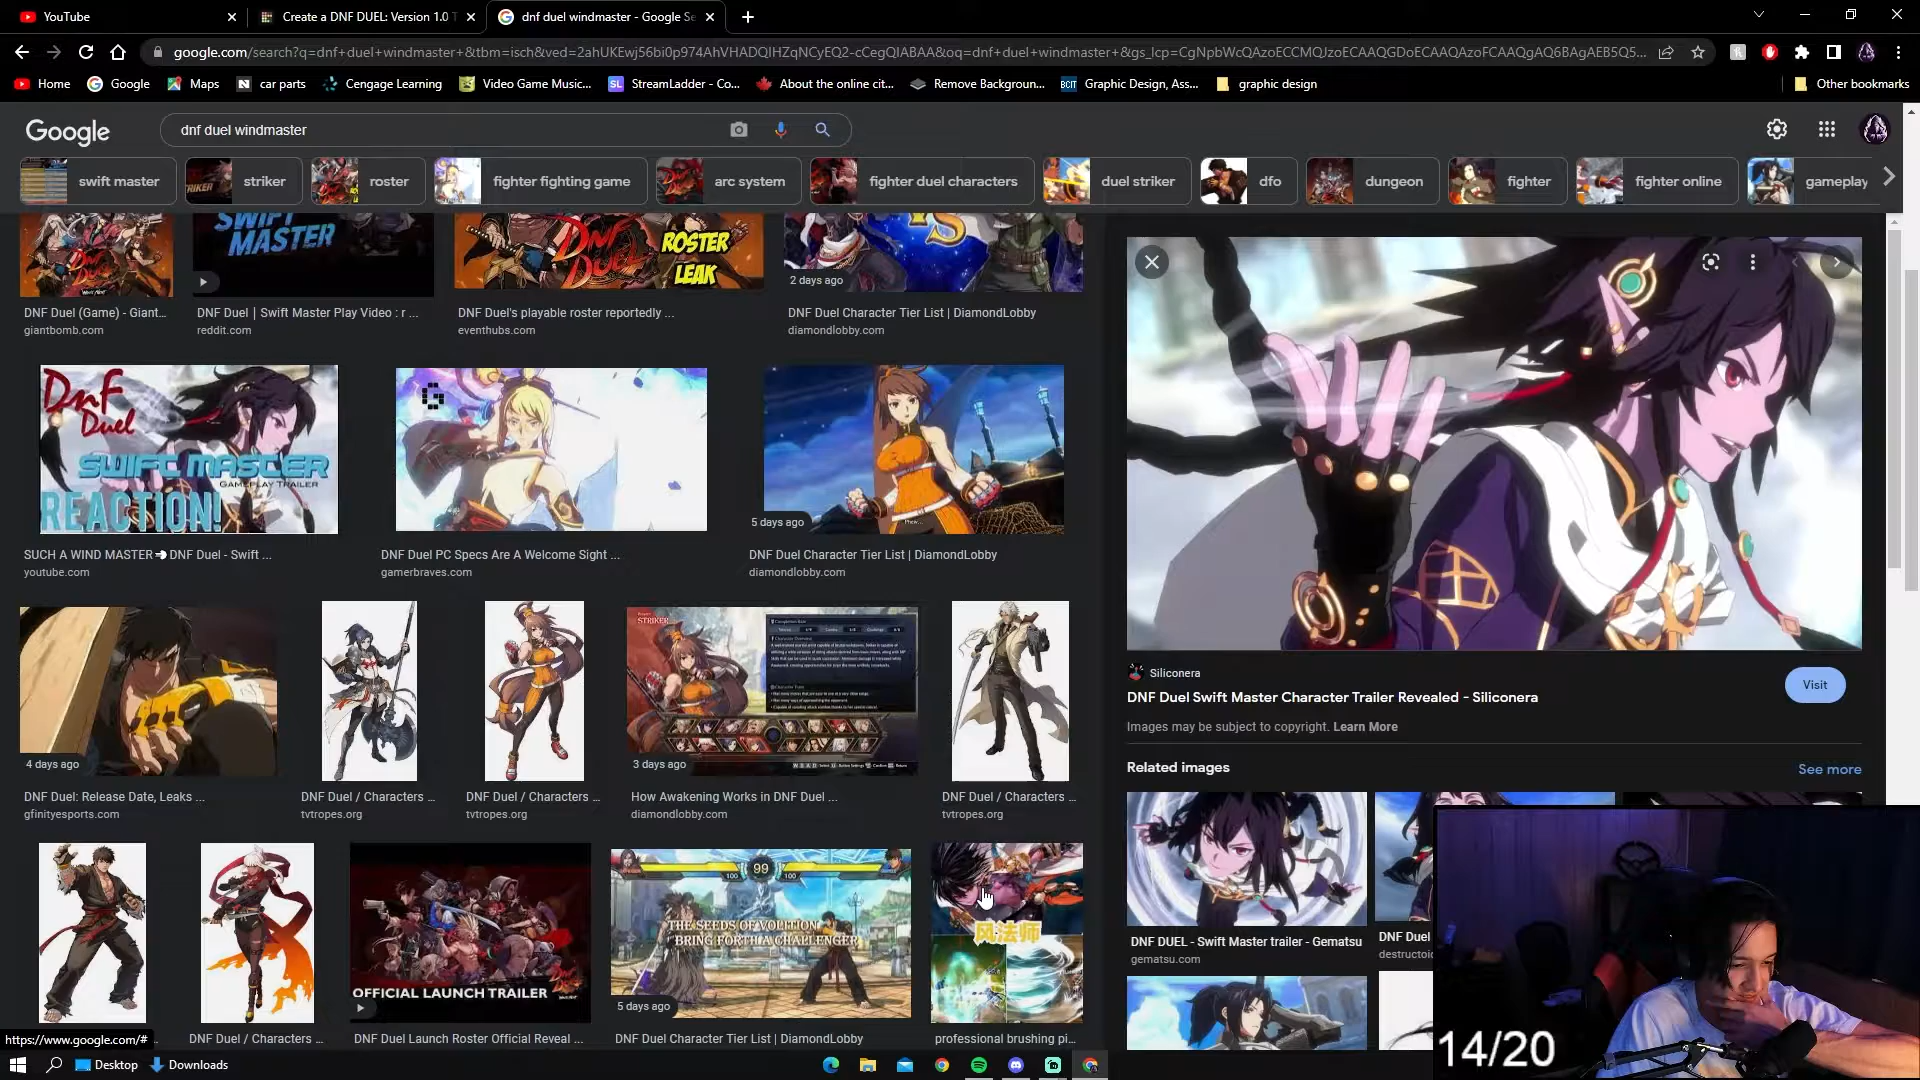 YouTube
Create a DNF DUEL: Version 1.0 T
dnf duel windmaster - Google Se
google.com/search?q=dnf+duel+windmaster+&tbm=isch&ved=2ahUKEwj56bi0p974AhVHADQIHZqNCyEQ2-cCegQIABAA&oq=dnf+duel+windmaster+&gs_lcp=CgNpbWcQAzoECCMQJzoECAAQGDoECAAQAzoFCAAQgAQ6BAgAEB5Q5...
Home Google Maps car parts Cengage Learning Video Game Music... StreamLadder - Co... About the online cit... Remove Backgroun... Graphic Design, Ass... graphic design Other bookmarks
Google dnf duel windmaster
swift master striker roster fighter fighting game arc system fighter duel characters duel striker dfo dungeon fighter fighter online gameplay
SWIFT
MASTER
DNF
DUEL
ROSTER
LEAK
VS
2 days ago
DNF Duel (Game) - Giant...
giantbomb.com
DNF Duel | Swift Master Play Video : r ...
reddit.com
DNF Duel's playable roster reportedly ...
eventhubs.com
DNF Duel Character Tier List | DiamondLobby
diamondlobby.com
DNF
Duel
SWIFT MASTER
GAMEPLAY TRAILER
REACTION!
5 days ago
SUCH A WIND MASTER💨 DNF Duel - Swift ...
youtube.com
DNF Duel PC Specs Are A Welcome Sight ...
gamerbraves.com
DNF Duel Character Tier List | DiamondLobby
diamondlobby.com
STRIKER
4 days ago
3 days ago
DNF Duel: Release Date, Leaks ...
gfinityesports.com
DNF Duel / Characters ...
tvtropes.org
DNF Duel / Characters ...
tvtropes.org
How Awakening Works in DNF Duel ...
diamondlobby.com
DNF Duel / Characters ...
tvtropes.org
OFFICIAL LAUNCH TRAILER
99
100 100
THE SEEDS OF VOLITION
BRING FORTH A CHALLENGER
5 days ago
风法师
DNF Duel / Characters ...
DNF Duel Launch Roster Official Reveal ...
DNF Duel Character Tier List | DiamondLobby
professional brushing pi...
Siliconera
DNF Duel Swift Master Character Trailer Revealed - Siliconera
Visit
Images may be subject to copyright. Learn More
Related images
See more
DNF DUEL - Swift Master trailer - Gematsu
gematsu.com
DNF Duel
destructoid
14/20
https://www.google.com/#
Desktop Downloads